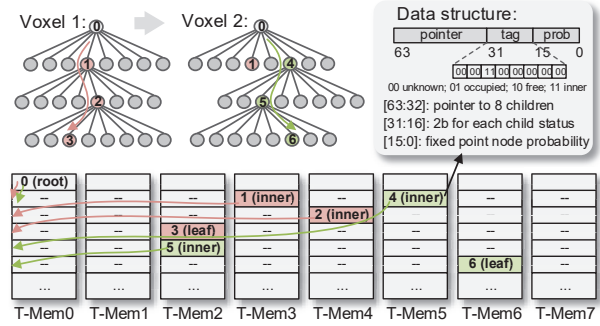 Voxel 1:
0
1
2
3
Voxel 2:
0
1
4
5
6
Data structure:
pointer tag prob
63 31 15 0
00 00 11 00 00 00 00 00
00 unknown; 01 occupied; 10 free; 11 inner
[63:32]: pointer to 8 children
[31:16]: 2b for each child status
[15:0]: fixed point node probability
0 (root)
-- -- -- 1 (inner) -- 4 (inner) -- --
-- -- -- -- 2 (inner) -- -- --
-- -- 3 (leaf) -- -- -- -- --
-- -- 5 (inner) -- -- -- -- --
-- -- -- -- -- -- 6 (leaf) --
... ... ... ... ... ... ... ...
T-Mem0 T-Mem1 T-Mem2 T-Mem3 T-Mem4 T-Mem5 T-Mem6 T-Mem7